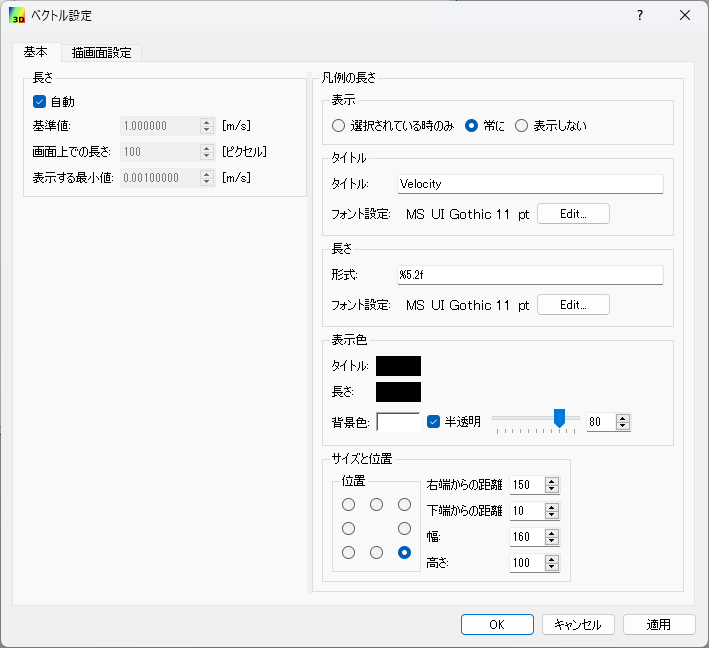 3D ベクトル設定 ?
基本 描画面設定
長さ
自動
基準値: 1.000000 [m/s]
画面上での長さ: 100 [ピクセル]
表示する最小値: 0.00100000 [m/s]
凡例の長さ
表示
選択されている時のみ 常に 表示しない
タイトル
タイトル: Velocity
フォント設定: MS UI Gothic 11 pt Edit...
長さ
形式: %5.2f
フォント設定: MS UI Gothic 11 pt Edit...
表示色
タイトル:
長さ:
背景色: 半透明 80
サイズと位置
位置
右端からの距離 150
下端からの距離 10
幅: 160
高さ: 100
OK キャンセル 適用